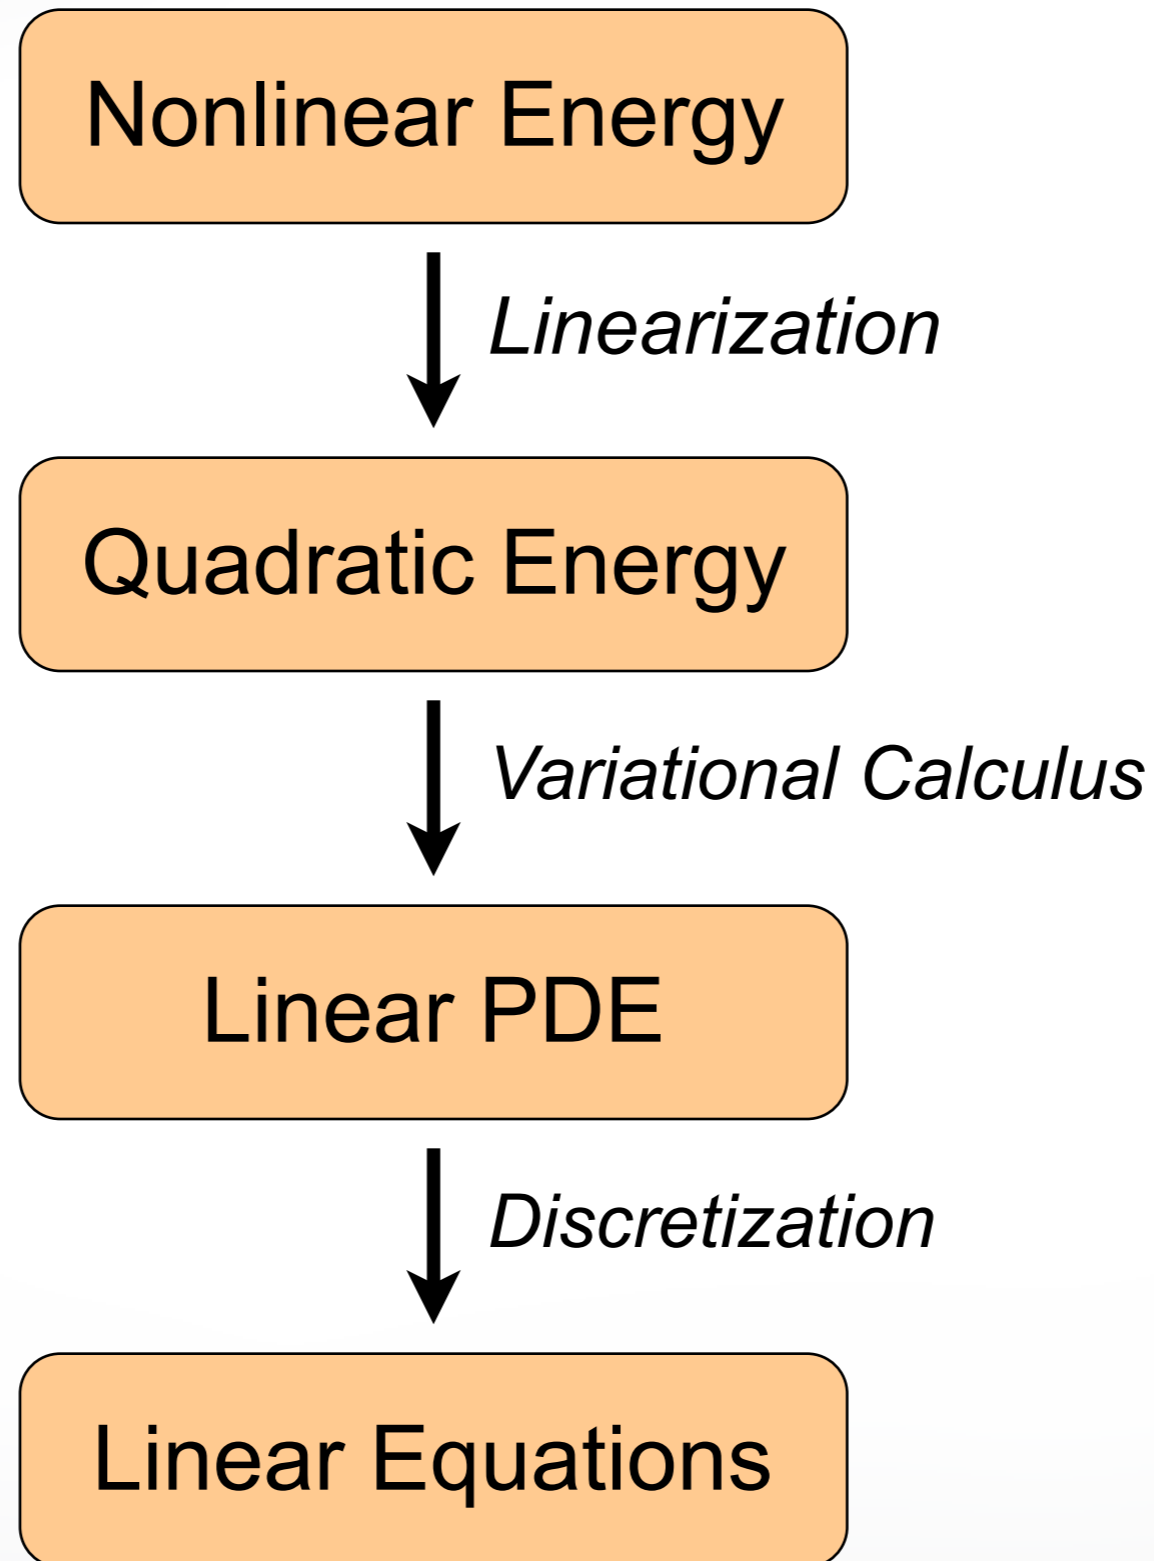 Nonlinear Energy
Linearization
Quadratic Energy
Variational Calculus
Linear PDE
Discretization
Linear Equations